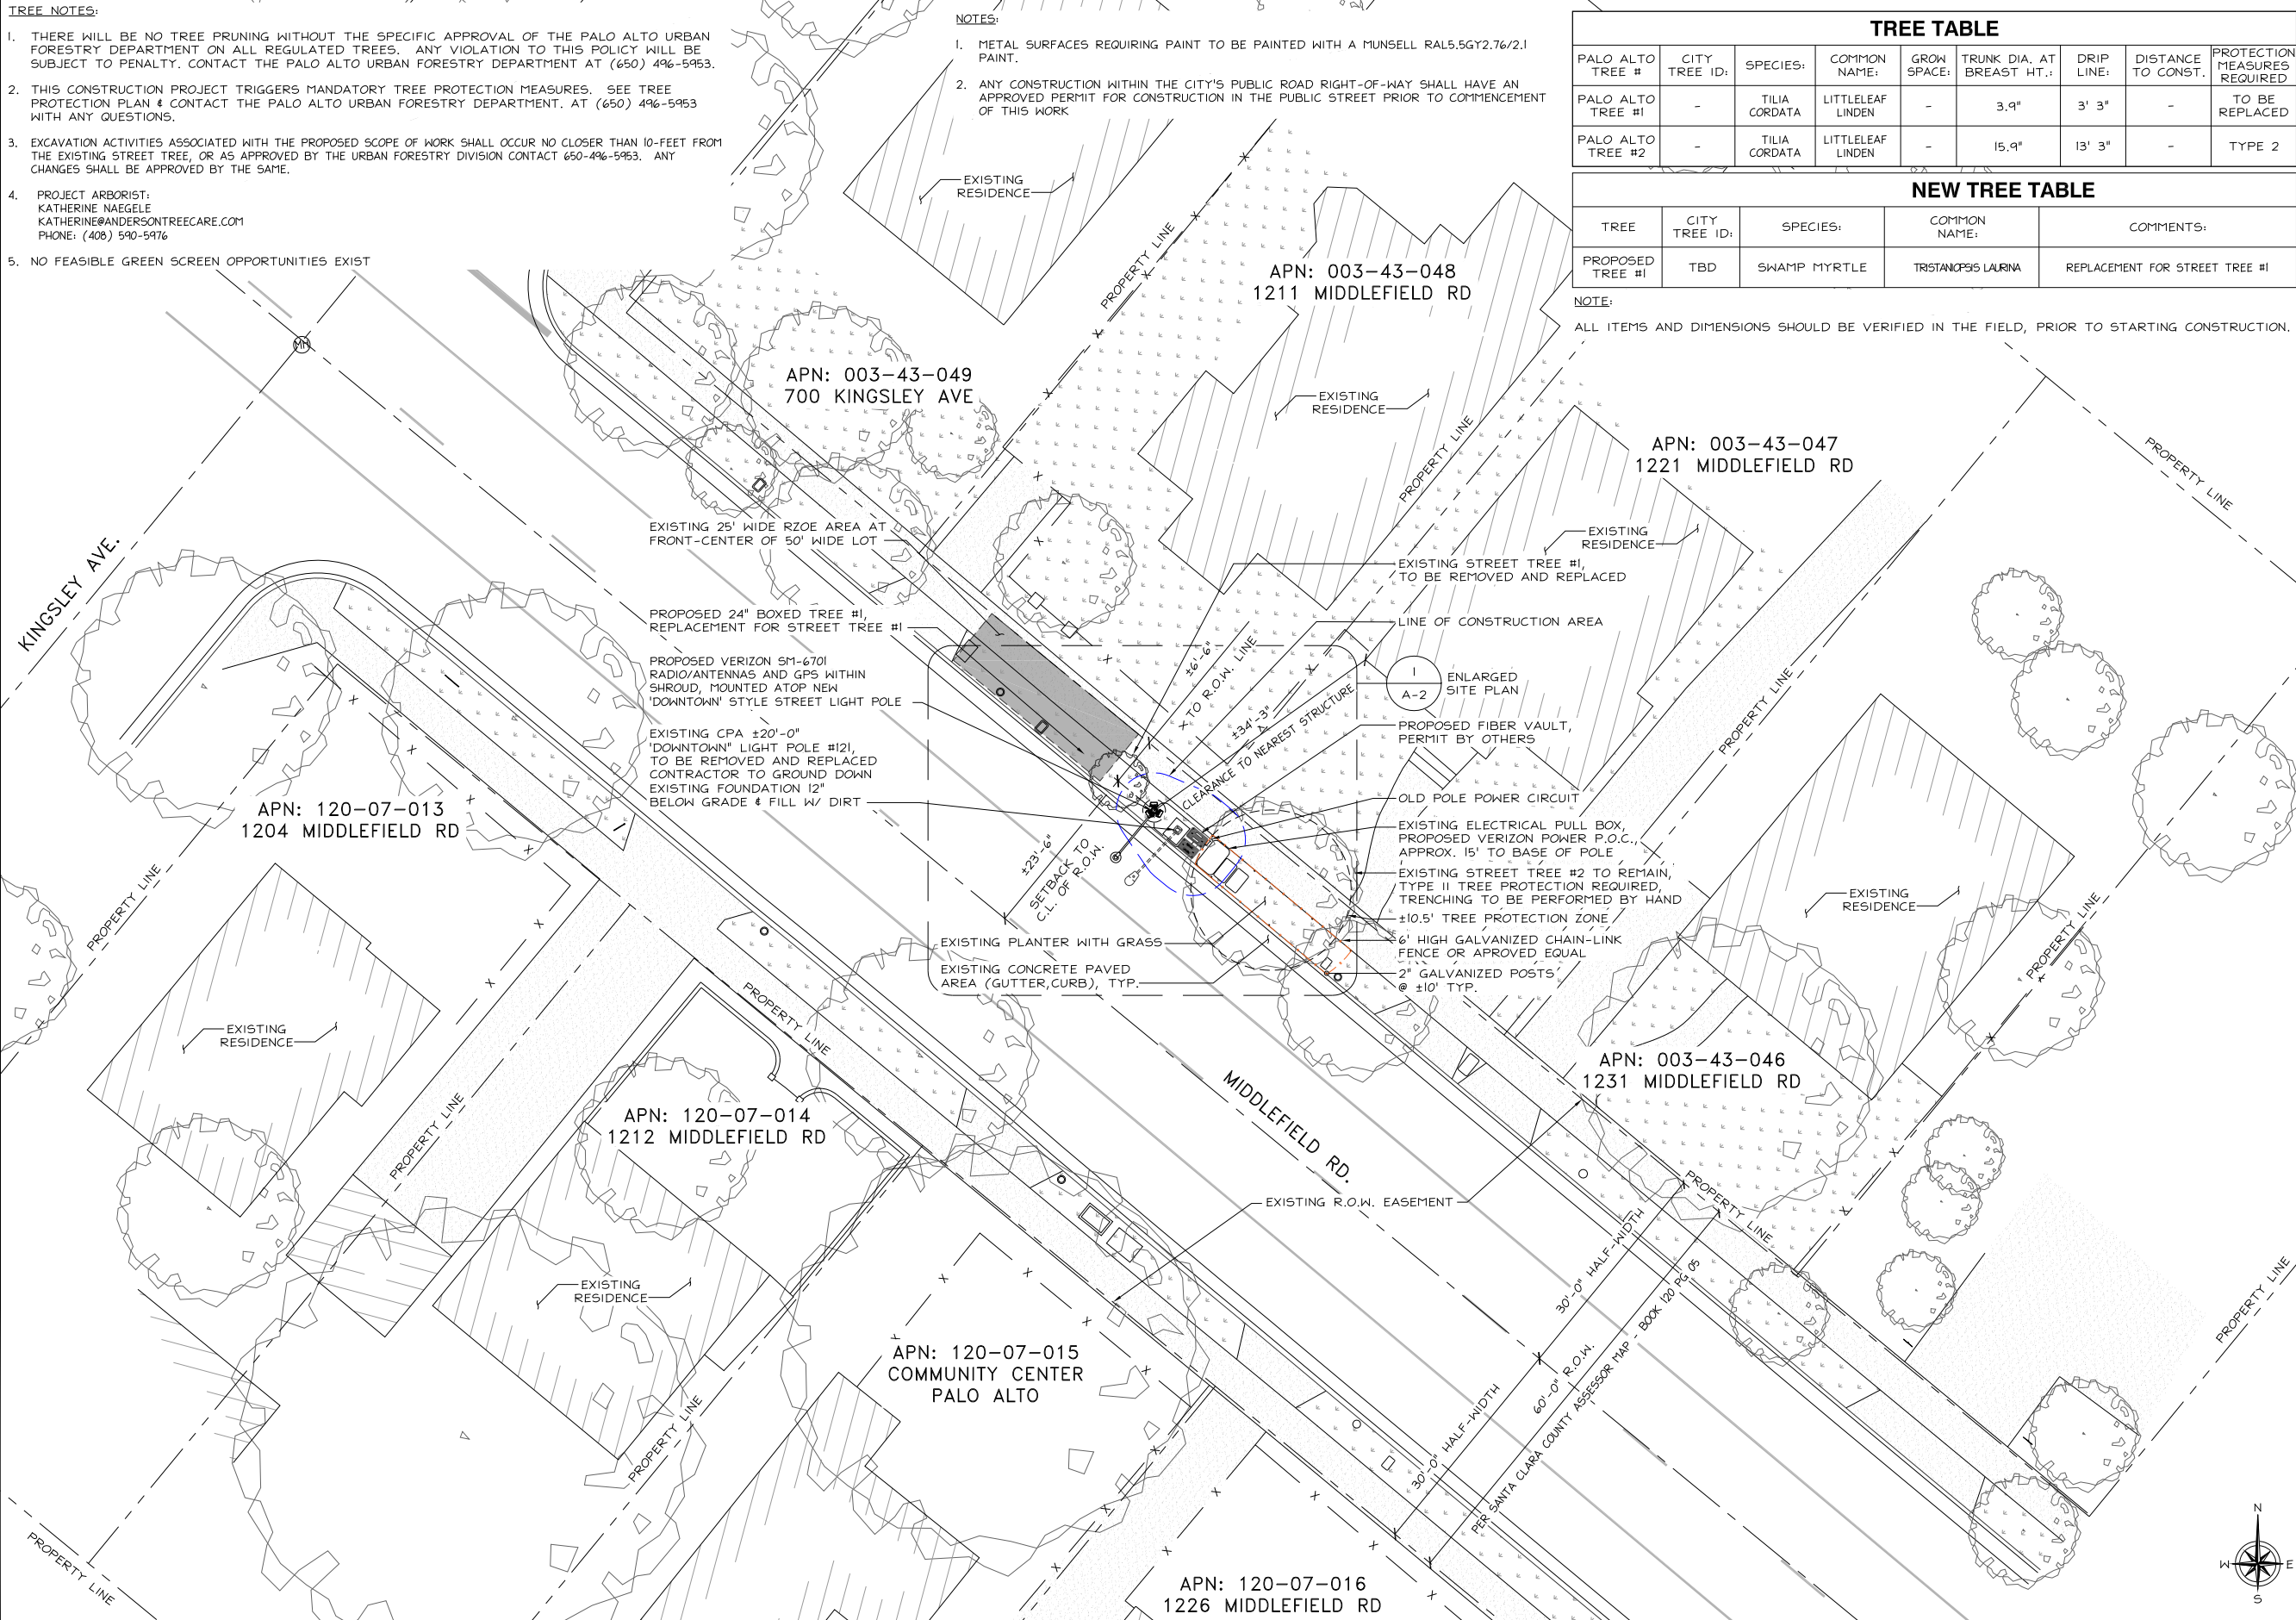 TREE NOTES:
1. THERE WILL BE NO TREE PRUNING WITHOUT THE SPECIFIC APPROVAL OF THE PALO ALTO URBAN
FORESTRY DEPARTMENT ON ALL REGULATED TREES. ANY VIOLATION TO THIS POLICY WILL BE
SUBJECT TO PENALTY. CONTACT THE PALO ALTO URBAN FORESTRY DEPARTMENT AT (650) 496-5953.
2. THIS CONSTRUCTION PROJECT TRIGGERS MANDATORY TREE PROTECTION MEASURES. SEE TREE
PROTECTION PLAN & CONTACT THE PALO ALTO URBAN FORESTRY DEPARTMENT. AT (650) 496-5953
WITH ANY QUESTIONS.
3. EXCAVATION ACTIVITIES ASSOCIATED WITH THE PROPOSED SCOPE OF WORK SHALL OCCUR NO CLOSER THAN 10-FEET FROM
THE EXISTING STREET TREE, OR AS APPROVED BY THE URBAN FORESTRY DIVISION CONTACT 650-496-5953. ANY
CHANGES SHALL BE APPROVED BY THE SAME.
4. PROJECT ARBORIST:
KATHERINE NAEGELE
KATHERINE@ANDERSONTREECARE.COM
PHONE: (408) 590-5976
5. NO FEASIBLE GREEN SCREEN OPPORTUNITIES EXIST
NOTES:
1. METAL SURFACES REQUIRING PAINT TO BE PAINTED WITH A MUNSELL RAL5.5GY2.76/2.1
PAINT.
2. ANY CONSTRUCTION WITHIN THE CITY'S PUBLIC ROAD RIGHT-OF-WAY SHALL HAVE AN
APPROVED PERMIT FOR CONSTRUCTION IN THE PUBLIC STREET PRIOR TO COMMENCEMENT
OF THIS WORK
TREE TABLE
PALO ALTO TREE # CITY TREE ID: SPECIES: COMMON NAME: GROW SPACE: TRUNK DIA. AT BREAST HT.: DRIP LINE: DISTANCE TO CONST. PROTECTION MEASURES REQUIRED
PALO ALTO TREE #1 - TILIA CORDATA LITTLELEAF LINDEN - 3.9" 3' 3" - TO BE REPLACED
PALO ALTO TREE #2 - TILIA CORDATA LITTLELEAF LINDEN - 15.9" 13' 3" - TYPE 2
NEW TREE TABLE
TREE CITY TREE ID: SPECIES: COMMON NAME: COMMENTS:
PROPOSED TREE #1 TBD SWAMP MYRTLE TRISTANIOPSIS LAURINA REPLACEMENT FOR STREET TREE #1
NOTE:
ALL ITEMS AND DIMENSIONS SHOULD BE VERIFIED IN THE FIELD, PRIOR TO STARTING CONSTRUCTION.
EXISTING
RESIDENCE
PROPERTY LINE
APN: 003-43-048
1211 MIDDLEFIELD RD
MH
APN: 003-43-049
700 KINGSLEY AVE
EXISTING
RESIDENCE
PROPERTY LINE
APN: 003-43-047
1221 MIDDLEFIELD RD
PROPERTY LINE
EXISTING
RESIDENCE
KINGSLEY AVE.
EXISTING 25' WIDE RZOE AREA AT
FRONT-CENTER OF 50' WIDE LOT
PROPOSED 24" BOXED TREE #1,
REPLACEMENT FOR STREET TREE #1
PROPOSED VERIZON SM-6701
RADIO/ANTENNAS AND GPS WITHIN
SHROUD, MOUNTED ATOP NEW
'DOWNTOWN' STYLE STREET LIGHT POLE
EXISTING CPA ±20'-0"
'DOWNTOWN" LIGHT POLE #121,
TO BE REMOVED AND REPLACED
CONTRACTOR TO GROUND DOWN
EXISTING FOUNDATION 12"
BELOW GRADE & FILL W/ DIRT
EXISTING STREET TREE #1,
TO BE REMOVED AND REPLACED
LINE OF CONSTRUCTION AREA
1
A-2
ENLARGED
SITE PLAN
±6'-6"
TO R.O.W. LINE
±34'-3"
CLEARANCE TO NEAREST STRUCTURE
PROPOSED FIBER VAULT,
PERMIT BY OTHERS
OLD POLE POWER CIRCUIT
EXISTING ELECTRICAL PULL BOX,
PROPOSED VERIZON POWER P.O.C.,
APPROX. 15' TO BASE OF POLE
EXISTING STREET TREE #2 TO REMAIN,
TYPE II TREE PROTECTION REQUIRED,
TRENCHING TO BE PERFORMED BY HAND
±10.5' TREE PROTECTION ZONE
6' HIGH GALVANIZED CHAIN-LINK
FENCE OR APROVED EQUAL
2" GALVANIZED POSTS
@ ±10' TYP.
±23'-6"
SETBACK TO
C.L. OF R.O.W.
EXISTING PLANTER WITH GRASS
EXISTING CONCRETE PAVED
AREA (GUTTER,CURB), TYP.
PROPERTY LINE
EXISTING
RESIDENCE
PROPERTY LINE
APN: 120-07-013
1204 MIDDLEFIELD RD
PROPERTY LINE
EXISTING
RESIDENCE
PROPERTY LINE
PROPERTY LINE
APN: 120-07-014
1212 MIDDLEFIELD RD
MIDDLEFIELD RD.
APN: 003-43-046
1231 MIDDLEFIELD RD
EXISTING R.O.W. EASEMENT
PROPERTY LINE
30'-0" HALF-WIDTH
60'-0" R.O.W.
PER SANTA CLARA COUNTY ASSESSOR MAP - BOOK 120 PG 05
30'-0" HALF-WIDTH
PROPERTY LINE
EXISTING
RESIDENCE
APN: 120-07-015
COMMUNITY CENTER
PALO ALTO
PROPERTY LINE
PROPERTY LINE
APN: 120-07-016
1226 MIDDLEFIELD RD
N
W E
S